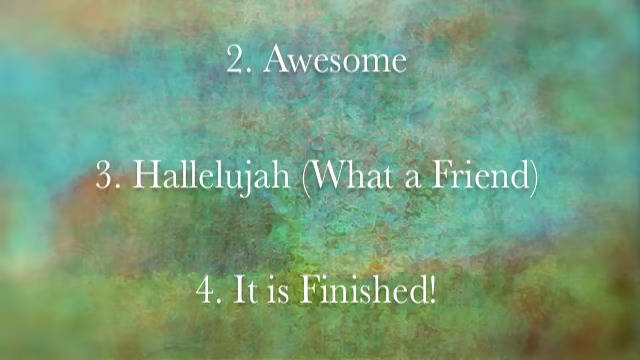 2. Awesome
3. Hallelujah (What a Friend)
4. It is Finished!